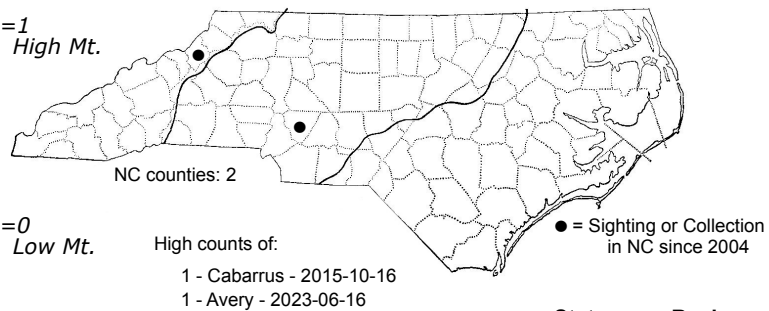 =1
High Mt.
NC counties: 2
=0
Low Mt.
High counts of:
1 - Cabarrus - 2015-10-16
1 - Avery - 2023-06-16
● = Sighting or Collection
in NC since 2004